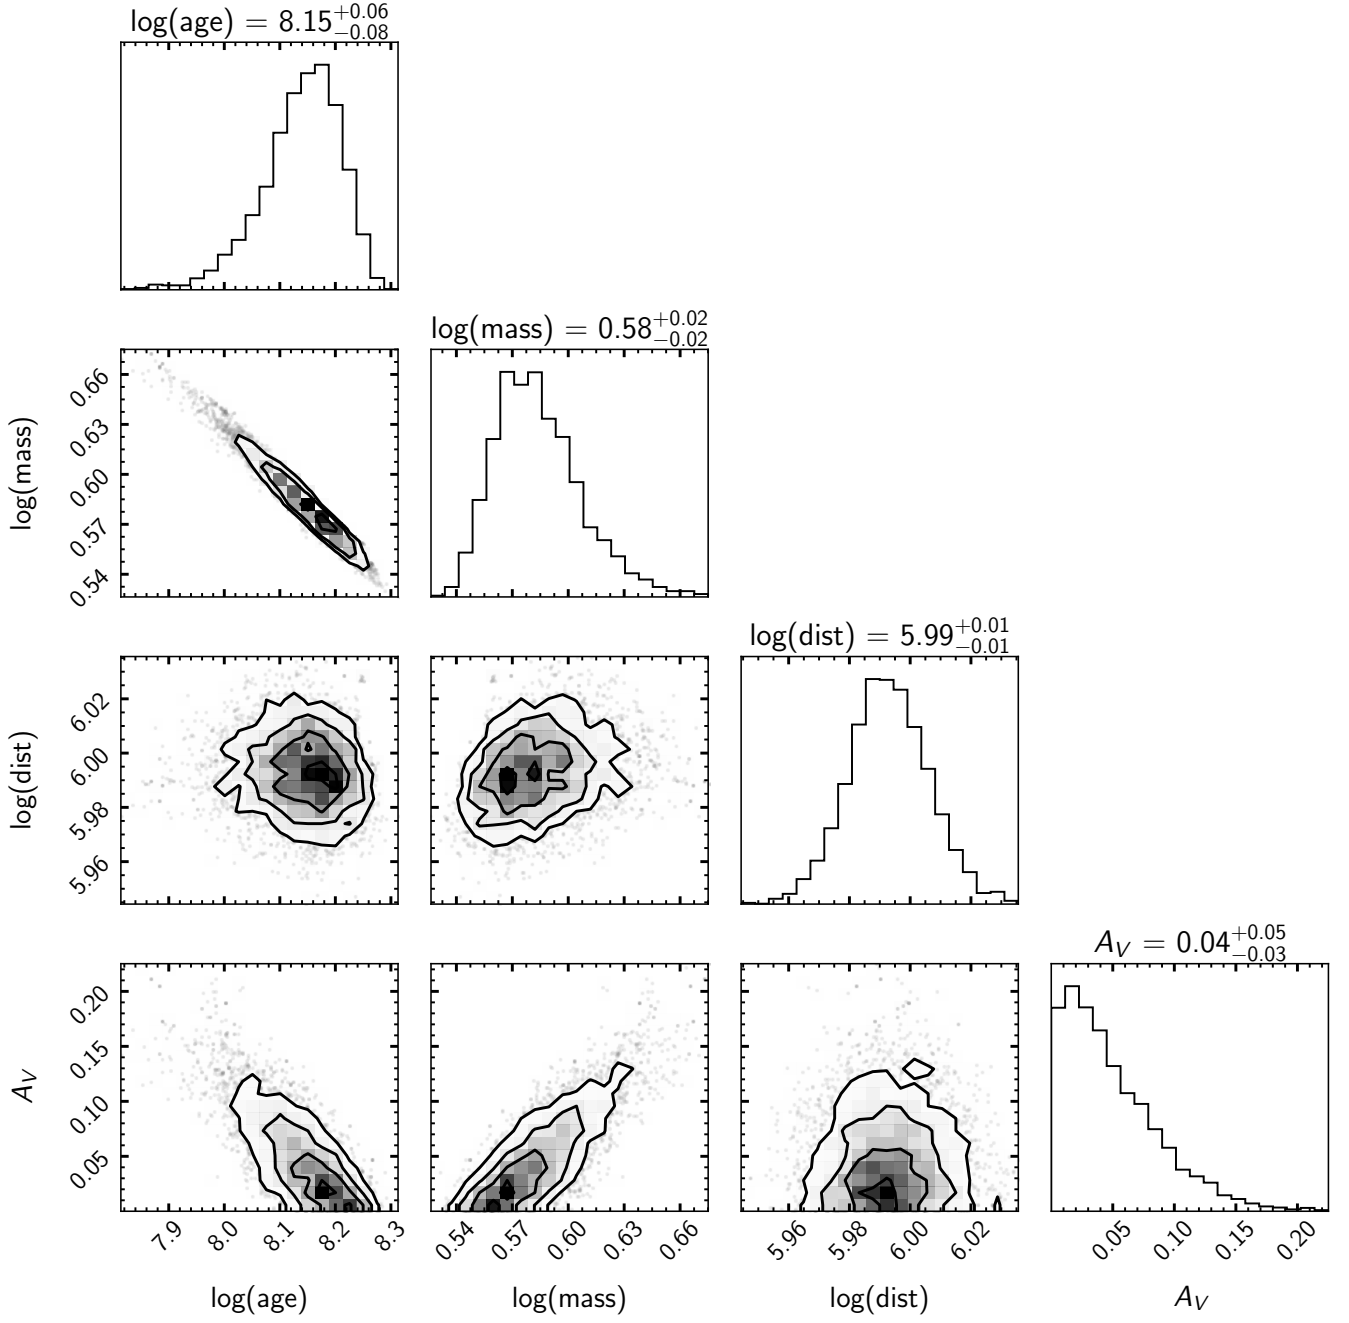 log(age) = 8.15+0.06−0.08
log(mass) = 0.58+0.02−0.02
log(mass)
0.66
0.63
0.60
0.57
0.54
log(dist) = 5.99+0.01−0.01
log(dist)
6.02
6.00
5.98
5.96
AV = 0.04+0.05−0.03
AV
0.20
0.15
0.10
0.05
7.9 8.0 8.1 8.2 8.3 0.54 0.57 0.60 0.63 0.66 5.96 5.98 6.00 6.02 0.05 0.10 0.15 0.20
log(age) log(mass) log(dist) AV